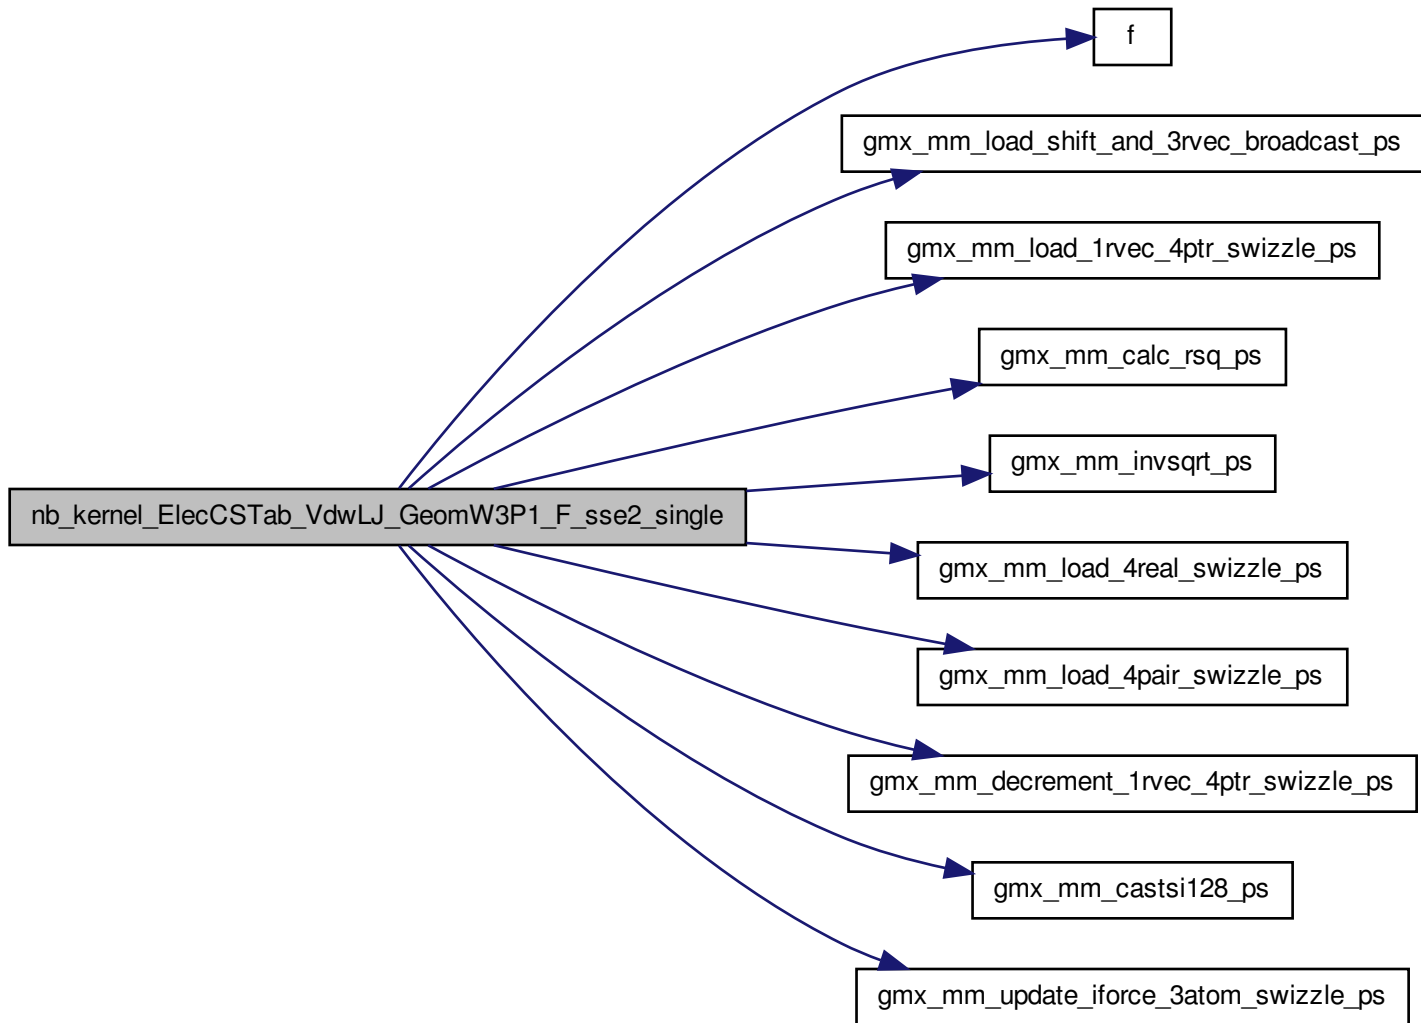 f
gmx_mm_load_shift_and_3rvec_broadcast_ps
gmx_mm_load_1rvec_4ptr_swizzle_ps
gmx_mm_calc_rsq_ps
gmx_mm_invsqrt_ps
nb_kernel_ElecCSTab_VdwLJ_GeomW3P1_F_sse2_single
gmx_mm_load_4real_swizzle_ps
gmx_mm_load_4pair_swizzle_ps
gmx_mm_decrement_1rvec_4ptr_swizzle_ps
gmx_mm_castsi128_ps
gmx_mm_update_iforce_3atom_swizzle_ps